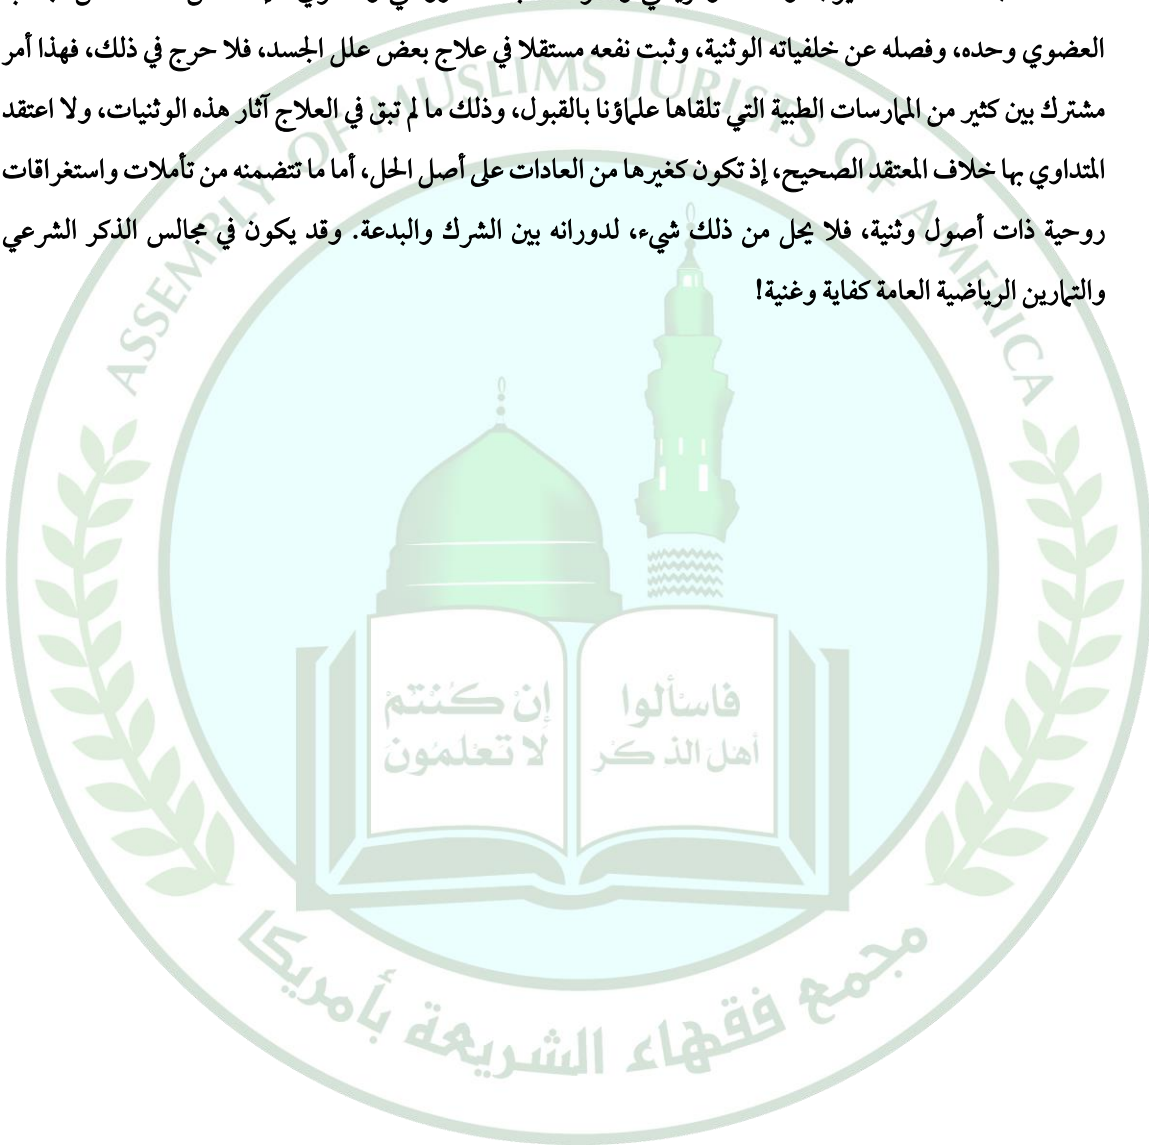 العضوي وحده، وفصله عن خلفياته الوثنية، وثبت نفعه مستقلا في علاج بعض علل الجسد، فلا حرج في ذلك، فهذا أمر
مشترك بين كثير من الممارسات الطبية التي تلقاها علماؤنا بالقبول، وذلك ما لم تبق في العلاج آثار هذه الوثنيات، ولا اعتقد
المتداوي بها خلاف المعتقد الصحيح، إذ تكون كغيرها من العادات على أصل الحل، أما ما تتضمنه من تأملات واستغراقات
روحية ذات أصول وثنية، فلا يحل من ذلك شيء، لدورانه بين الشرك والبدعة. وقد يكون في مجالس الذكر الشرعي
والتمارين الرياضية العامة كفاية وغنية!
ASSEMBLY OF MUSLIMS JURISTS OF AMERICA
فاسألوا
أهل الذكر
إن كنتم
لا تعلمون
مجمع فقهاء الشريعة بأمريكا